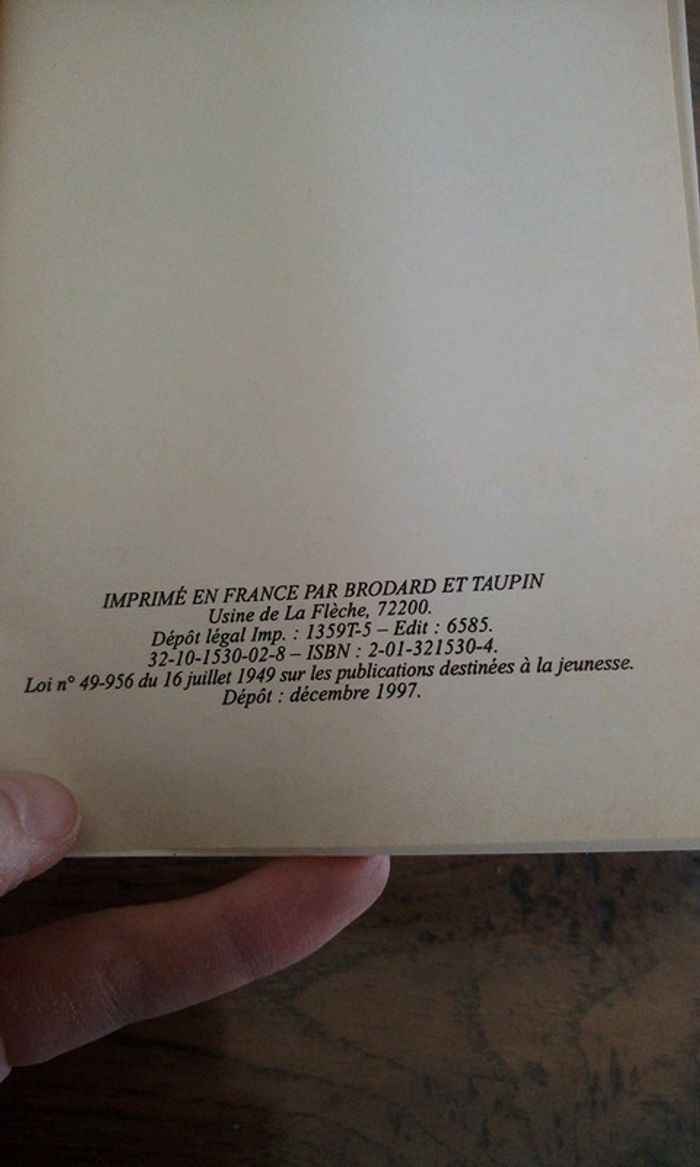 IMPRIMÉ EN FRANCE PAR BRODARD ET TAUPIN
Usine de La Flèche, 72200.
Dépôt légal Imp. : 1359T-5 – Edit : 6585.
32-10-1530-02-8 – ISBN : 2-01-321530-4.
Loi n° 49-956 du 16 juillet 1949 sur les publications destinées à la jeunesse.
Dépôt : décembre 1997.